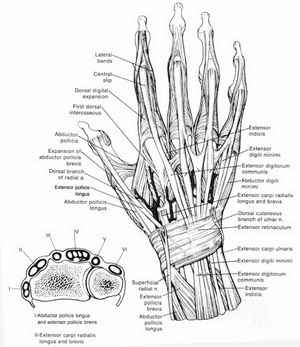 Lateral
bands
Central
slip
Dorsal digital
expansion
First dorsal
interosseous
Abductor
pollicis
Expansion of
abductor pollicis
brevis
Dorsal branch
of radial a.
Extensor pollicis
longus
Abductor pollicis
longus
Extensor
indicis
Extensor
digiti minimi
Extensor digitorum
communis
Abductor digiti
minimi
Extensor carpi radialis
longus and brevis
Dorsal cutaneous
branch of ulnar n.
Extensor retinaculum
Extensor carpi ulnaris
Extensor digiti minimi
Extensor digitorum
communis
Extensor
indicis
Superficial
radial n.
Extensor
pollicis
brevis
Abductor
pollicis
longus
I
II
III
IV
V
VI
I-Abductor pollicis longus
and extensor pollicis brevis
II-Extensor carpi radialis
longus and brevis